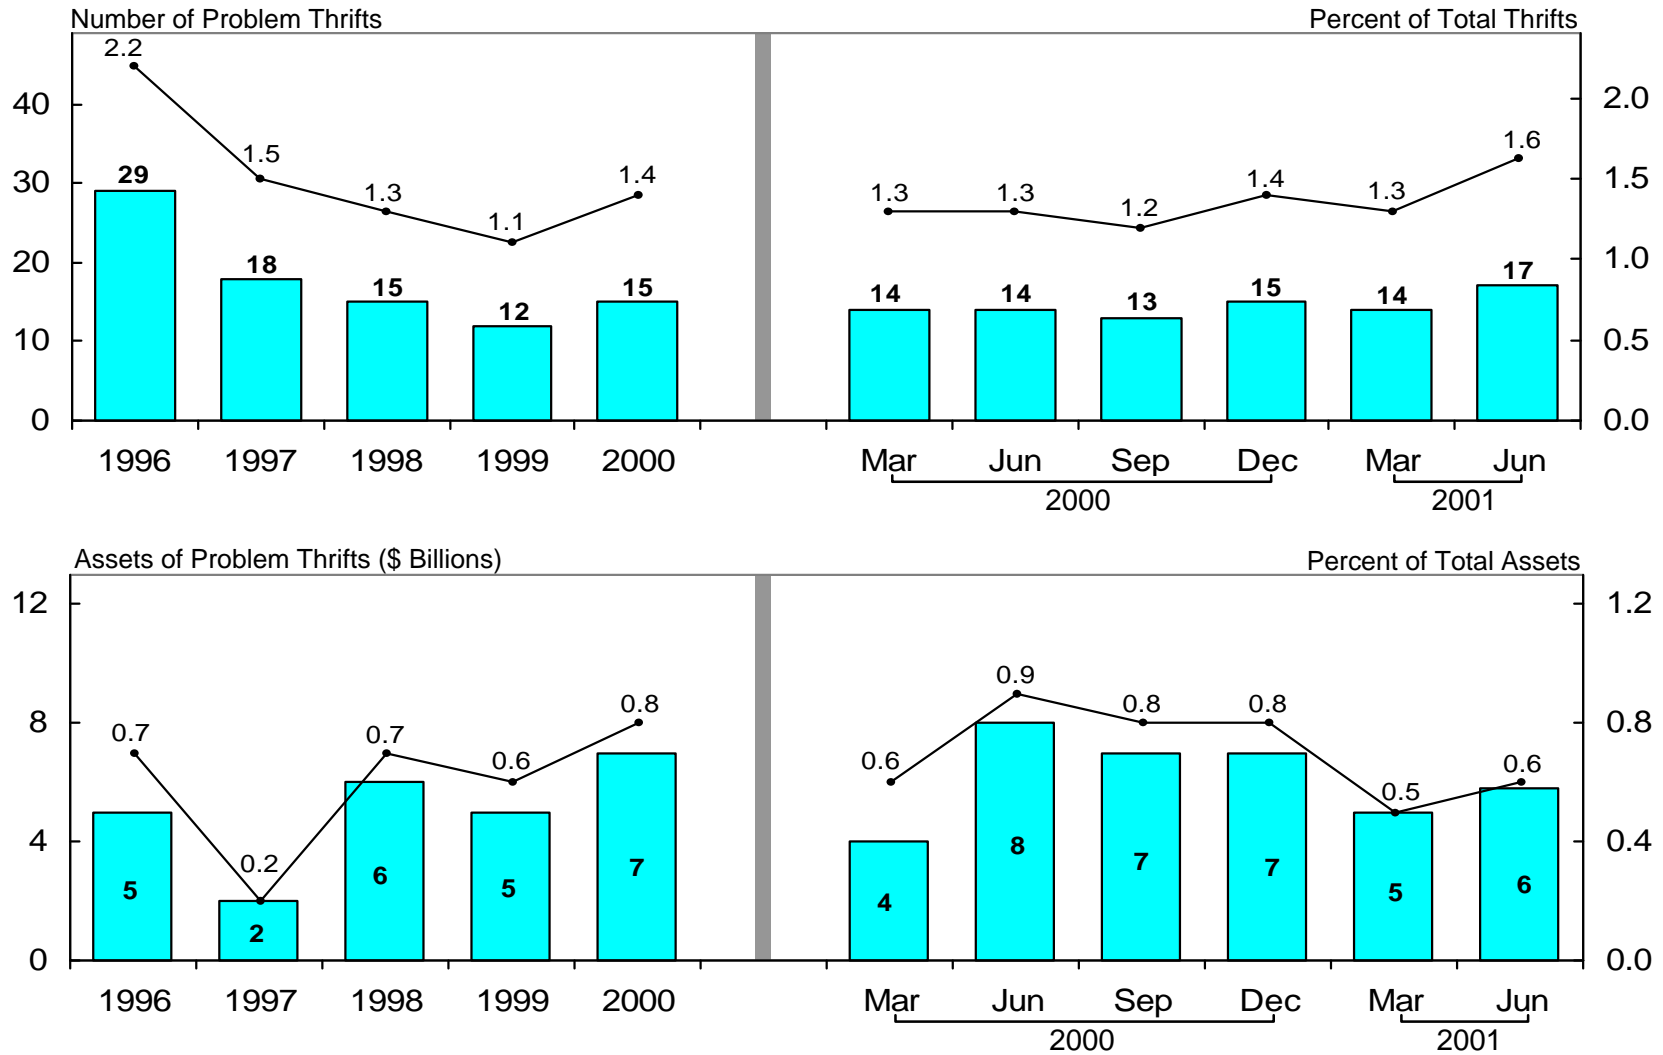 Number of Problem Thrifts Percent of Total Thrifts
2.2
40 2.0
1.5 1.6
30 29 1.3 1.1 1.4 1.3 1.3 1.2 1.4 1.3 1.5
20 18 15 12 15 14 14 13 15 14 17 1.0
10 0.5
0 0.0
1996 1997 1998 1999 2000 Mar Jun Sep Dec Mar Jun
2000 2001
Assets of Problem Thrifts ($ Billions) Percent of Total Assets
12 1.2
0.9
8 0.7 0.7 0.6 0.8 0.6 0.8 0.8 0.5 0.6 0.8
4 0.2 0.4
5 2 6 5 7 4 8 7 7 5 6
0 0.0
1996 1997 1998 1999 2000 Mar Jun Sep Dec Mar Jun
2000 2001